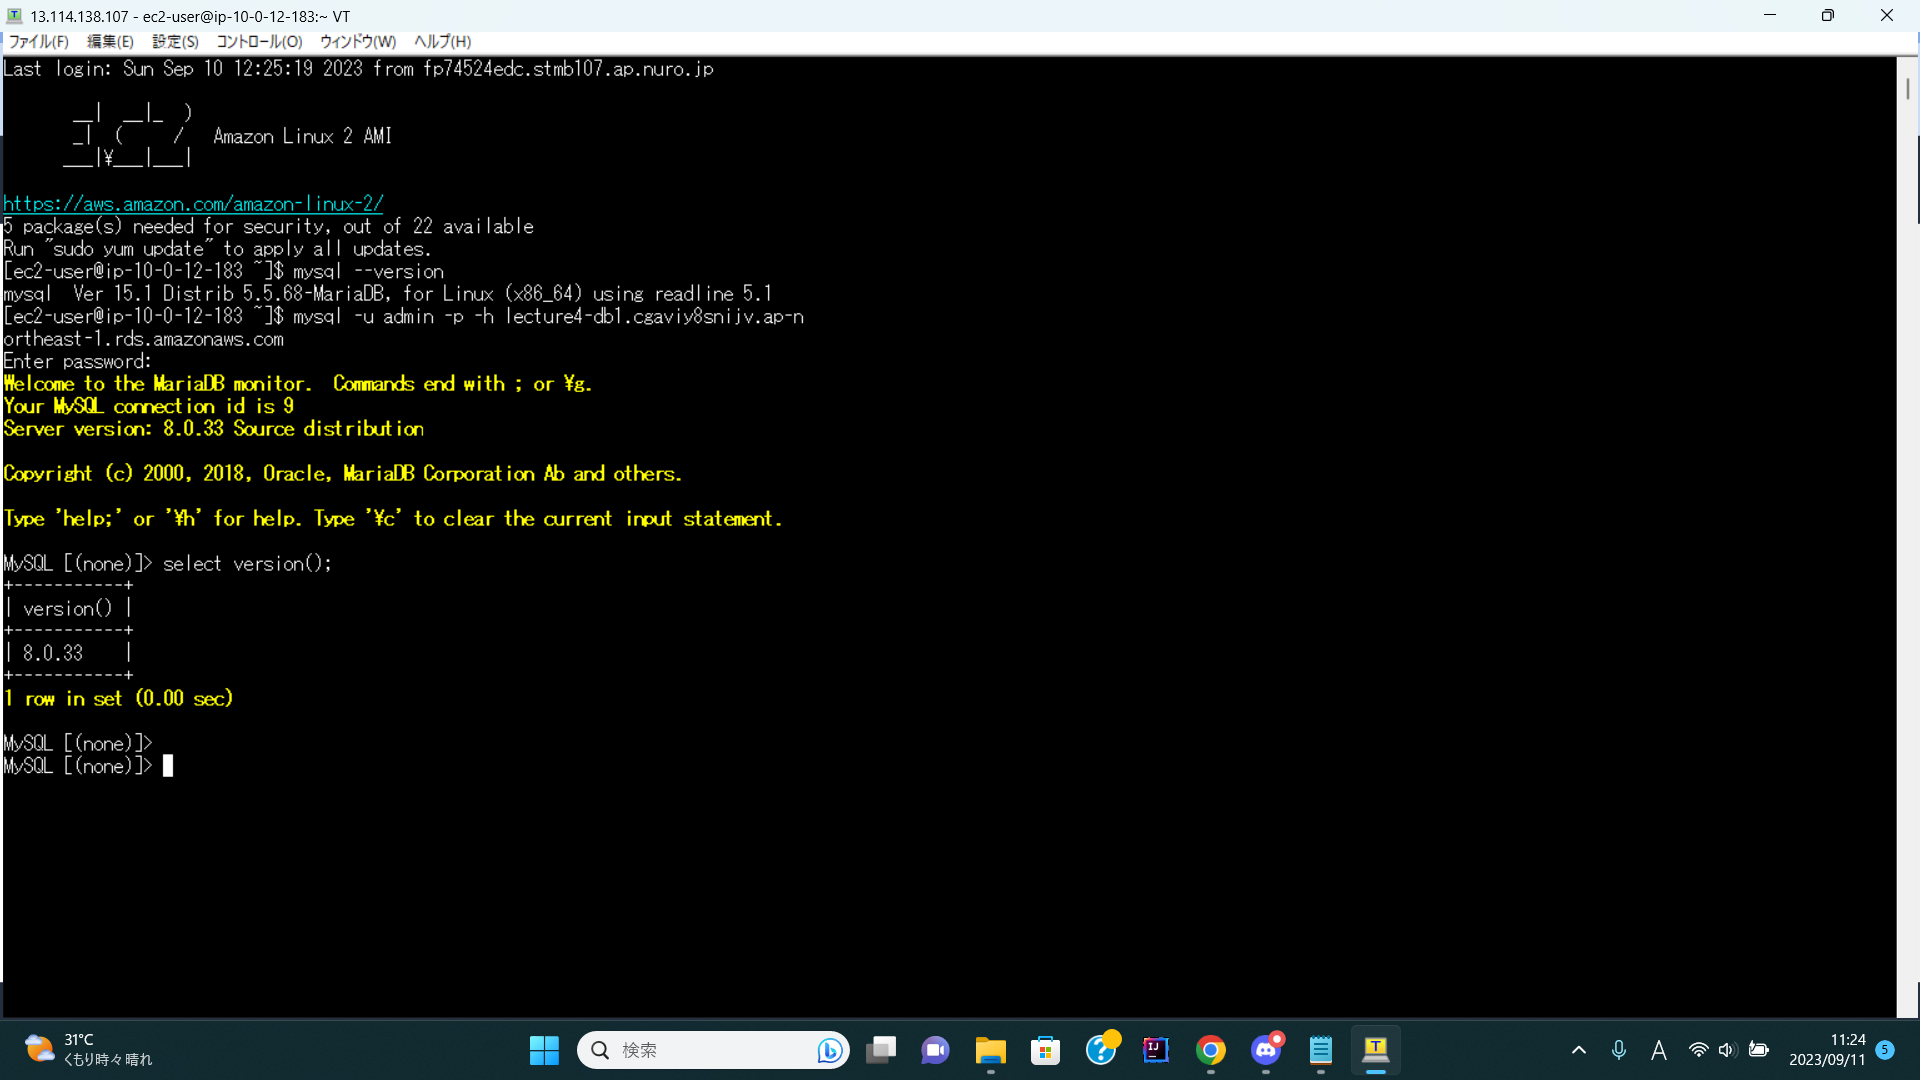 13.114.138.107 - ec2-user@ip-10-0-12-183:~ VT
ファイル(F) 編集(E) 設定(S) コントロール(O) ウィンドウ(W) ヘルプ(H)
Last login: Sun Sep 10 12:25:19 2023 from fp74524edc.stmb107.ap.nuro.jp
       __|  __|_  )
       _|  (     /   Amazon Linux 2 AMI
      ___|¥___|___|
https://aws.amazon.com/amazon-linux-2/
5 package(s) needed for security, out of 22 available
Run "sudo yum update" to apply all updates.
[ec2-user@ip-10-0-12-183 ~]$ mysql --version
mysql  Ver 15.1 Distrib 5.5.68-MariaDB, for Linux (x86_64) using readline 5.1
[ec2-user@ip-10-0-12-183 ~]$ mysql -u admin -p -h lecture4-db1.cgaviy8snijv.ap-n
ortheast-1.rds.amazonaws.com
Enter password:
Welcome to the MariaDB monitor.  Commands end with ; or ¥g.
Your MySQL connection id is 9
Server version: 8.0.33 Source distribution
Copyright (c) 2000, 2018, Oracle, MariaDB Corporation Ab and others.
Type 'help;' or '¥h' for help. Type '¥c' to clear the current input statement.
MySQL [(none)]> select version();
+-----------+
| version() |
+-----------+
| 8.0.33    |
+-----------+
1 row in set (0.00 sec)
MySQL [(none)]>
MySQL [(none)]>
31°C
くもり時々晴れ
検索
A
11:24
2023/09/11
5